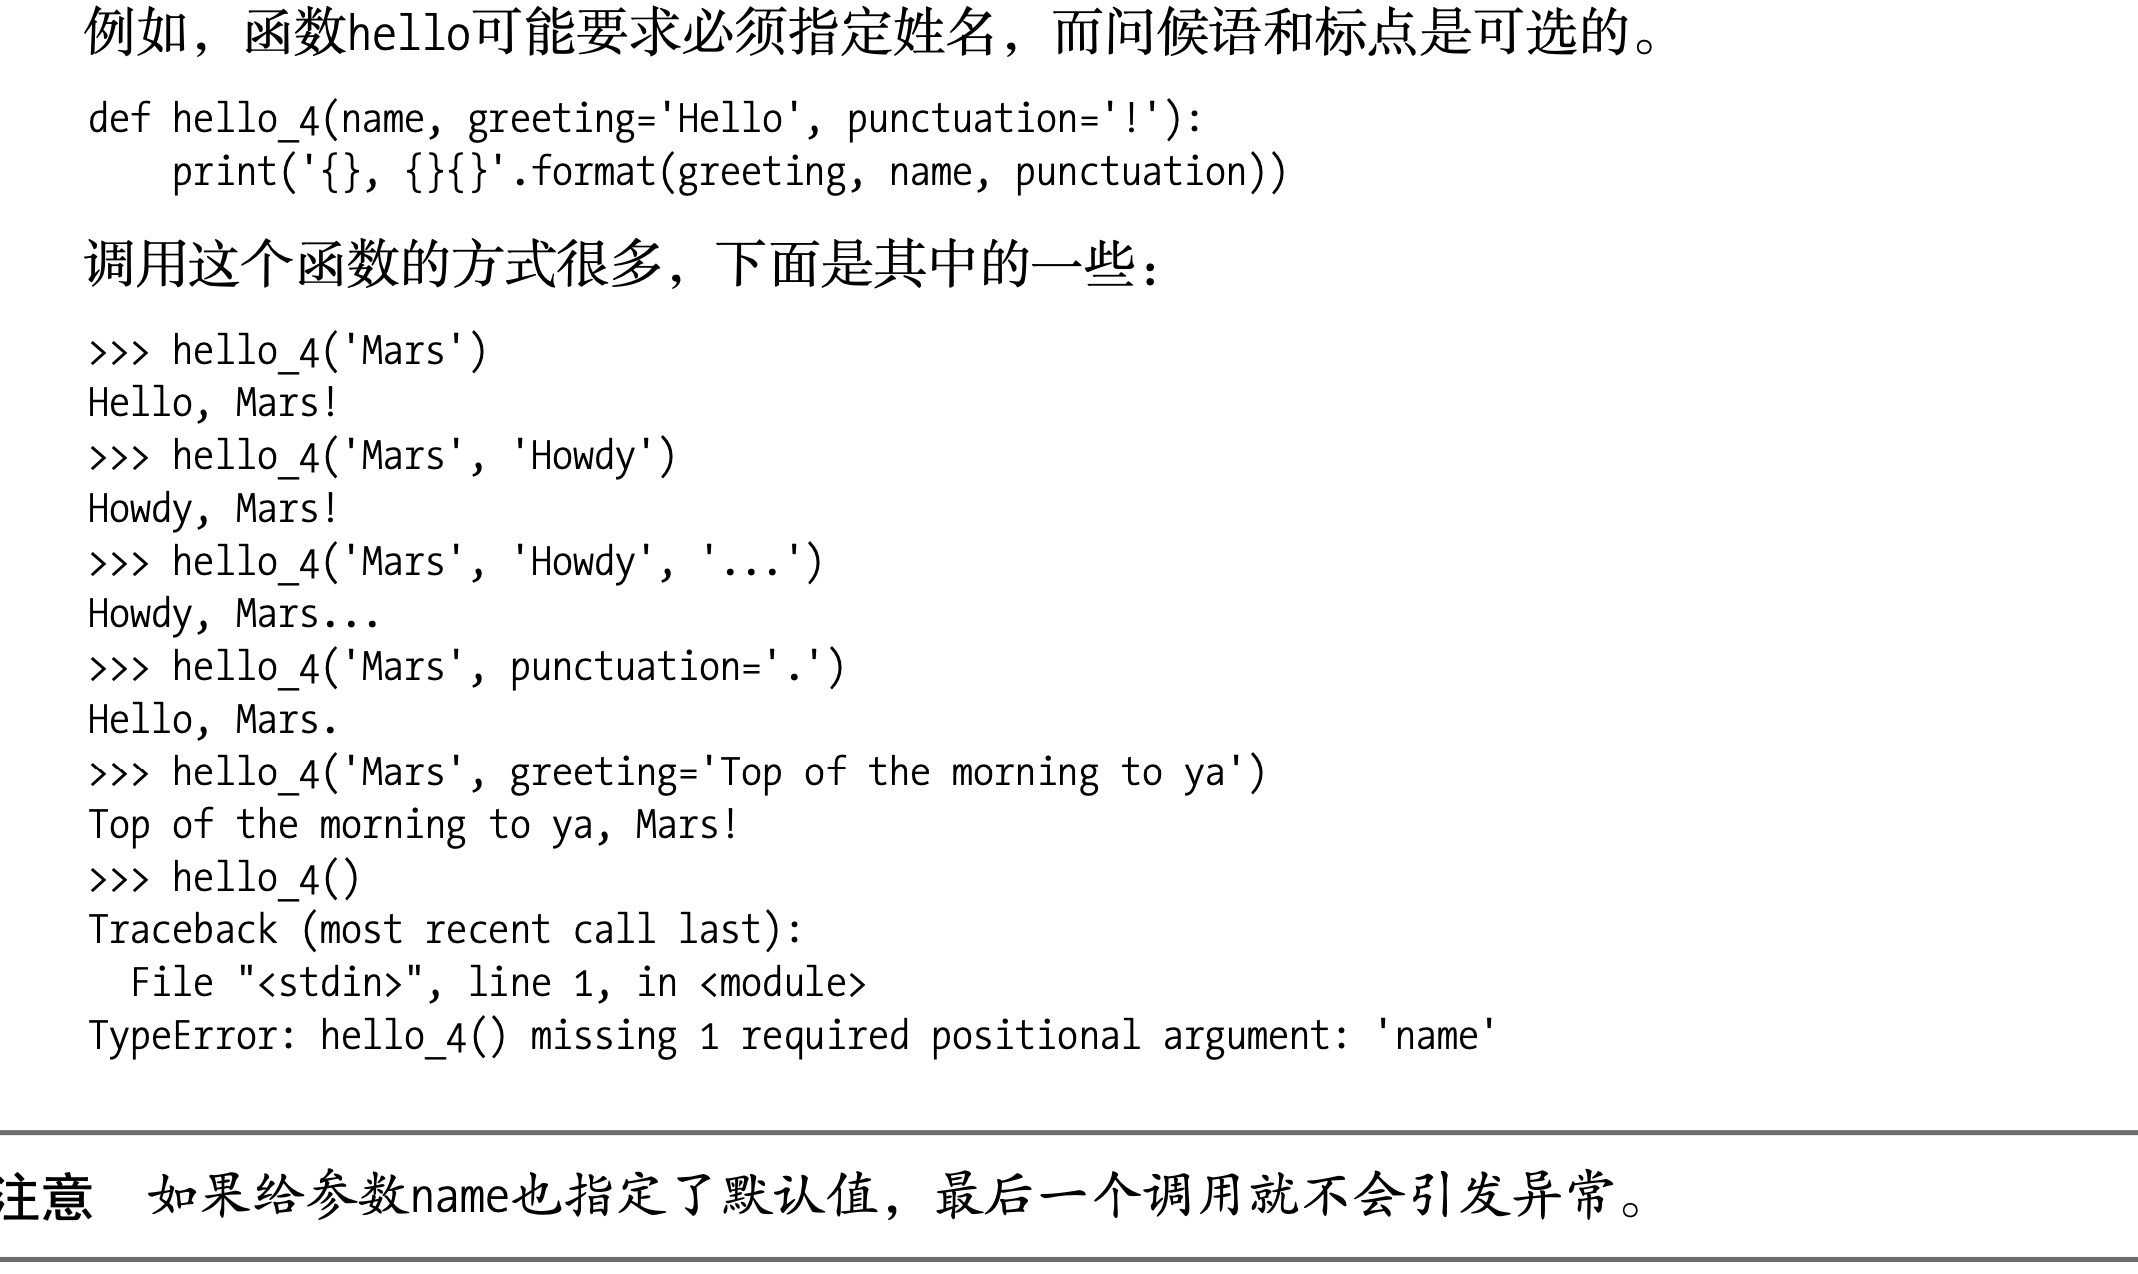 例如，函数hello可能要求必须指定姓名，而问候语和标点是可选的。
def hello_4(name, greeting='Hello', punctuation='!'):
    print('{}, {}{}'.format(greeting, name, punctuation))
调用这个函数的方式很多，下面是其中的一些：
>>> hello_4('Mars')
Hello, Mars!
>>> hello_4('Mars', 'Howdy')
Howdy, Mars!
>>> hello_4('Mars', 'Howdy', '...')
Howdy, Mars...
>>> hello_4('Mars', punctuation='.')
Hello, Mars.
>>> hello_4('Mars', greeting='Top of the morning to ya')
Top of the morning to ya, Mars!
>>> hello_4()
Traceback (most recent call last):
  File "<stdin>", line 1, in <module>
TypeError: hello_4() missing 1 required positional argument: 'name'
注意 如果给参数name也指定了默认值，最后一个调用就不会引发异常。